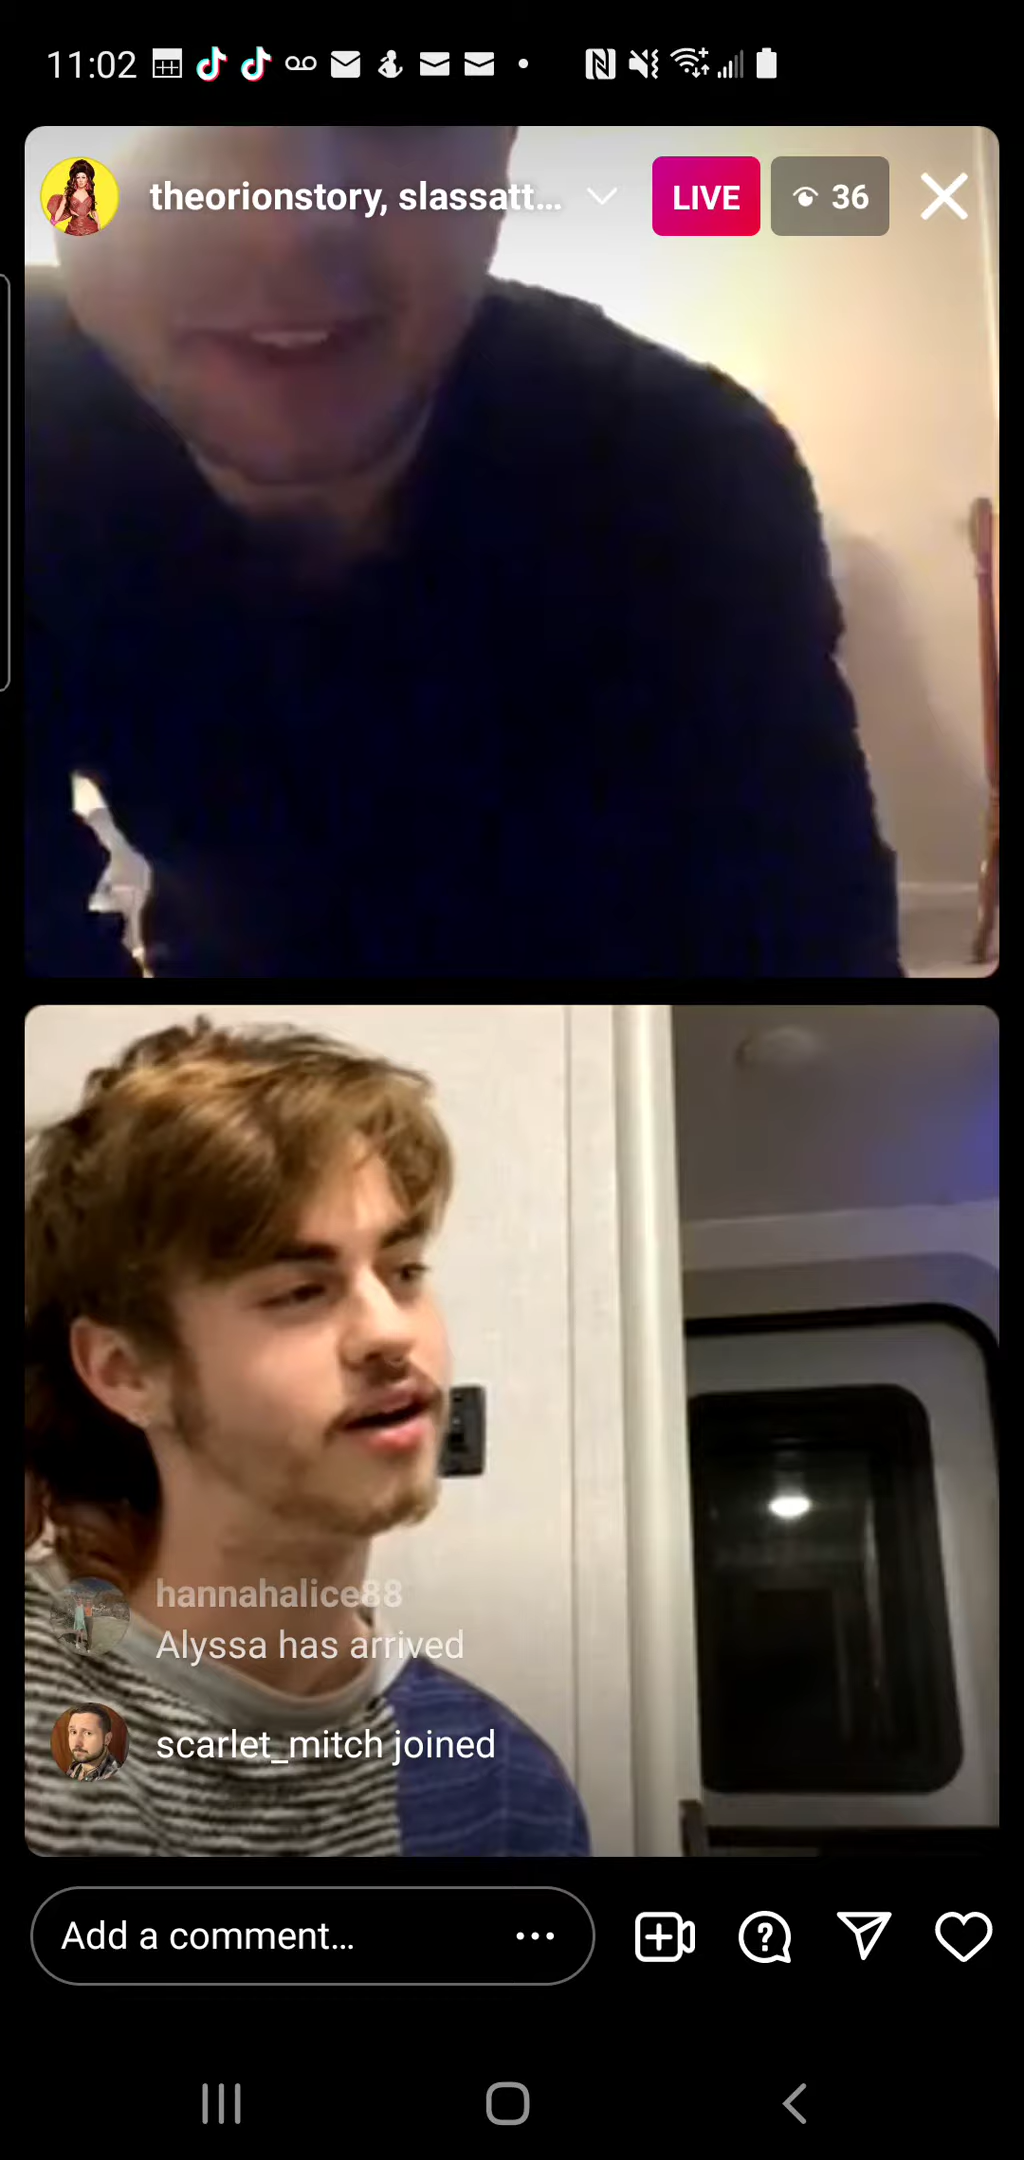 11:02
theorionstory, slassatt...
LIVE
36
hannahalice88
Alyssa has arrived
scarlet_mitch joined
Add a comment...